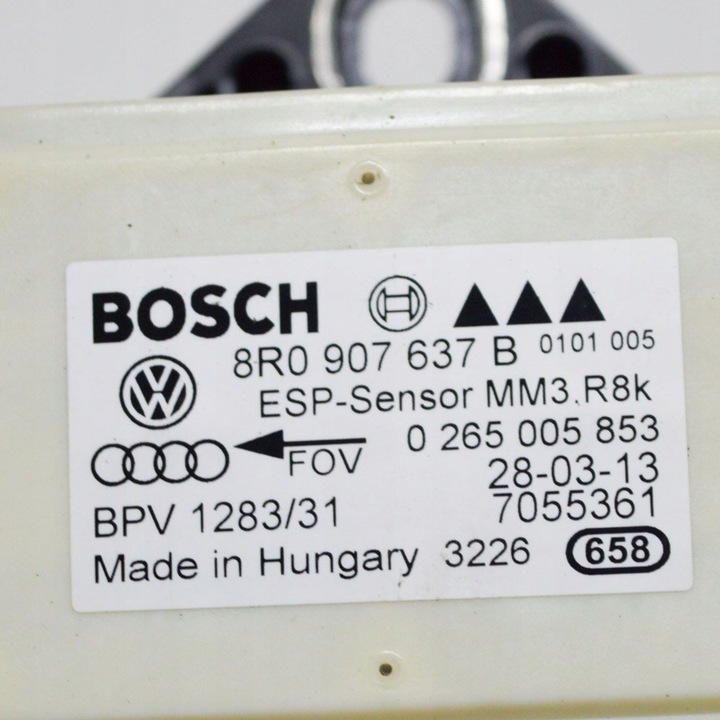 BOSCH
8R0 907 637 B 0101 005
ESP-Sensor MM3.R8k
0 265 005 853
FOV
28-03-13
BPV 1283/31 7055361
Made in Hungary 3226 658